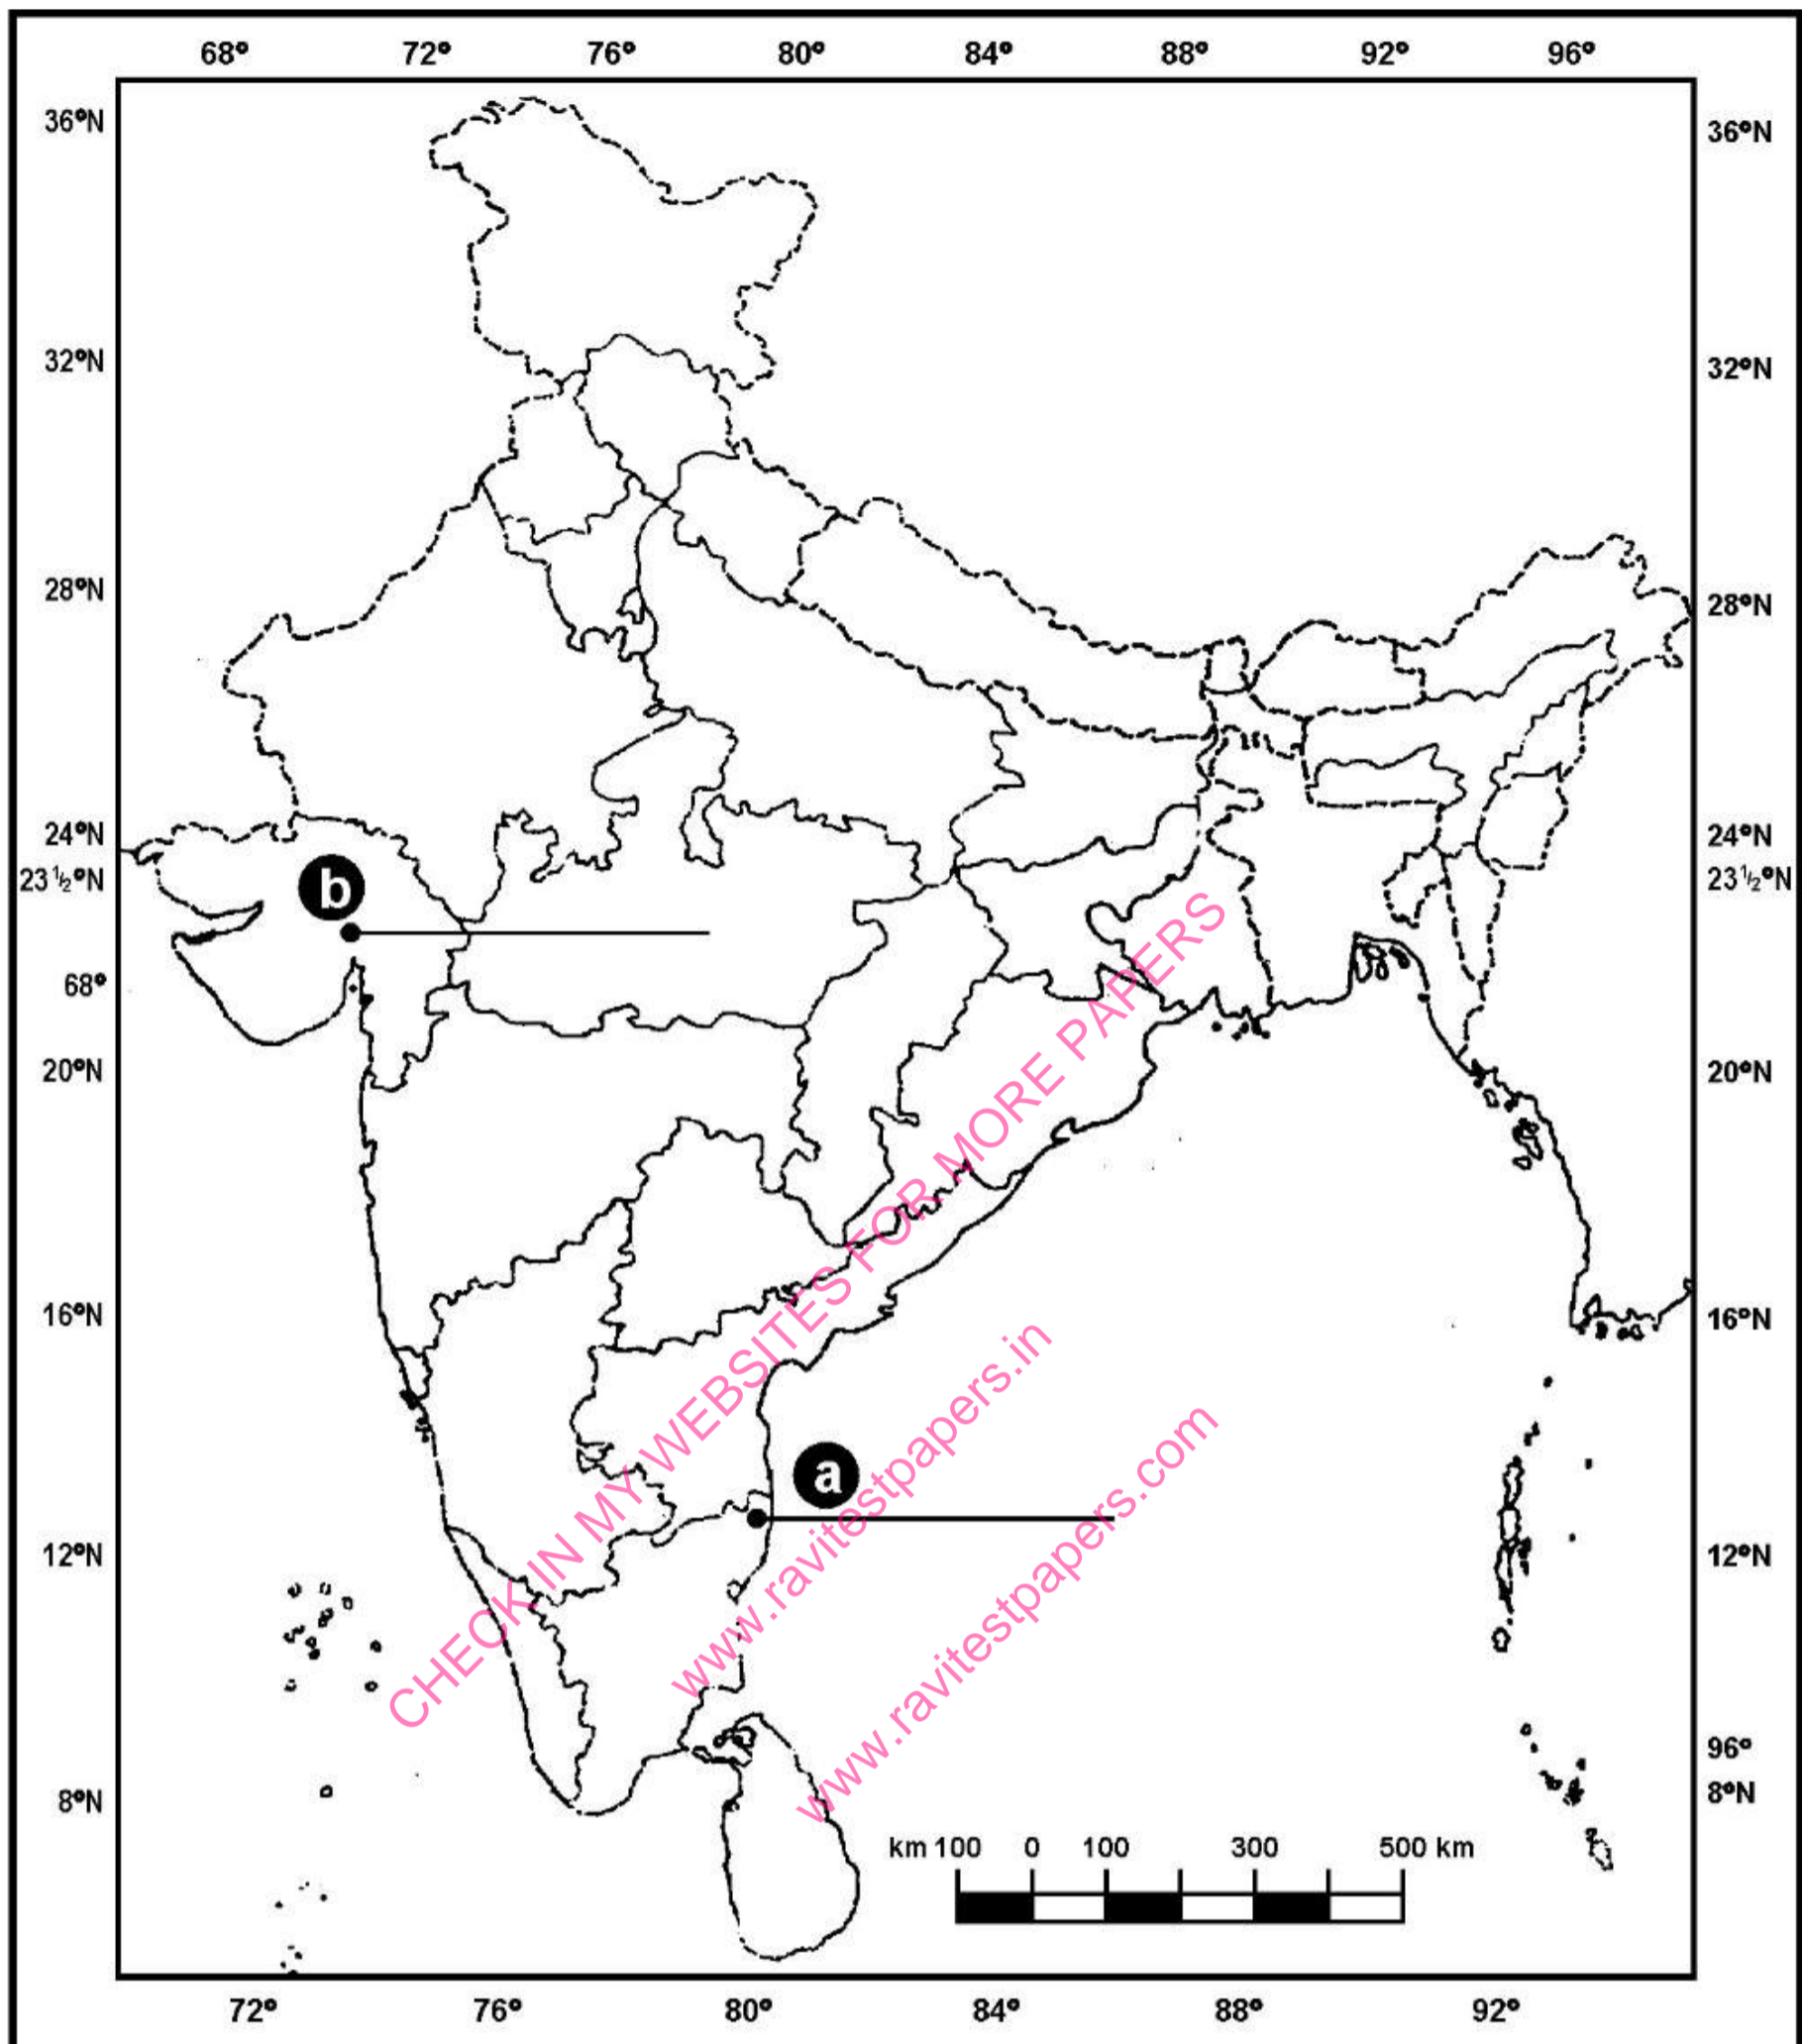 68° 72° 76° 80° 84° 88° 92° 96°
36°N 36°N
32°N 32°N
28°N 28°N
24°N 24°N
23½°N 23½°N
b
68°
20°N 20°N
CHECK IN MY WEBSITES FOR MORE PAPERS
16°N 16°N
www.ravitestpapers.in
www.ravitestpapers.com
a
12°N 12°N
96°
8°N 8°N
km 100 0 100 300 500 km
72° 76° 80° 84° 88° 92°